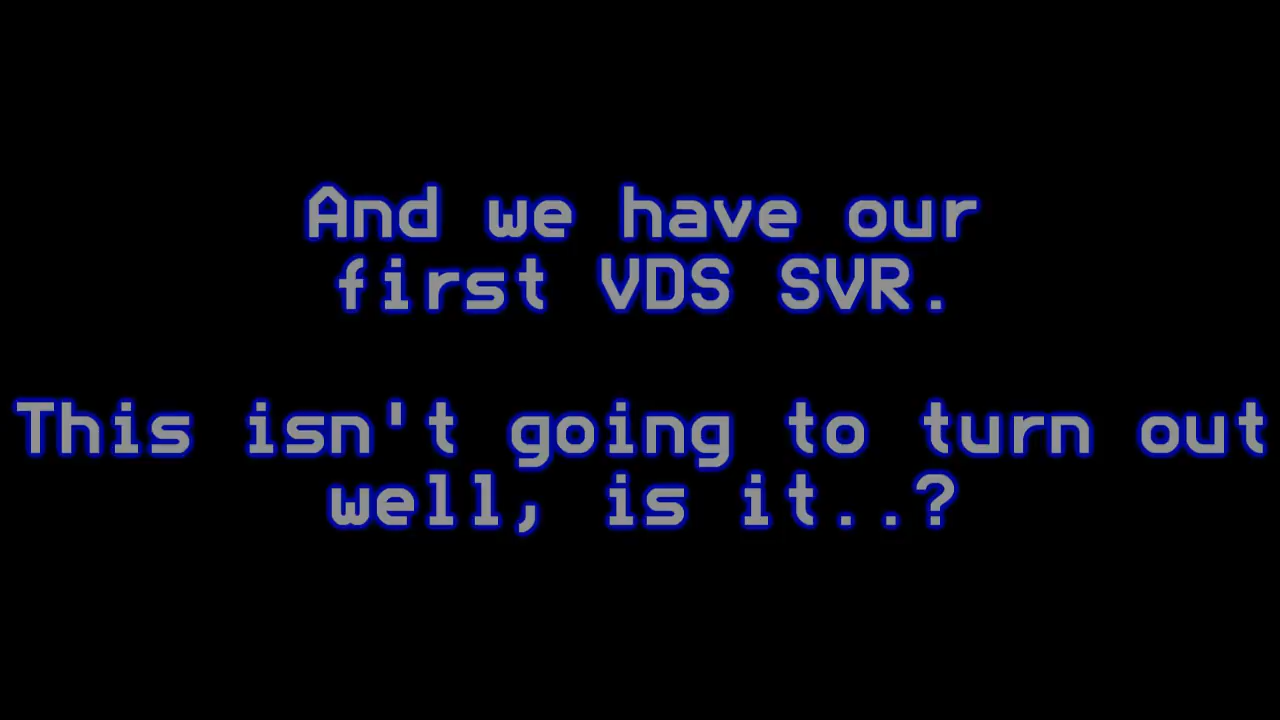 And we have our
first VDS SVR.
This isn't going to turn out
well, is it..?